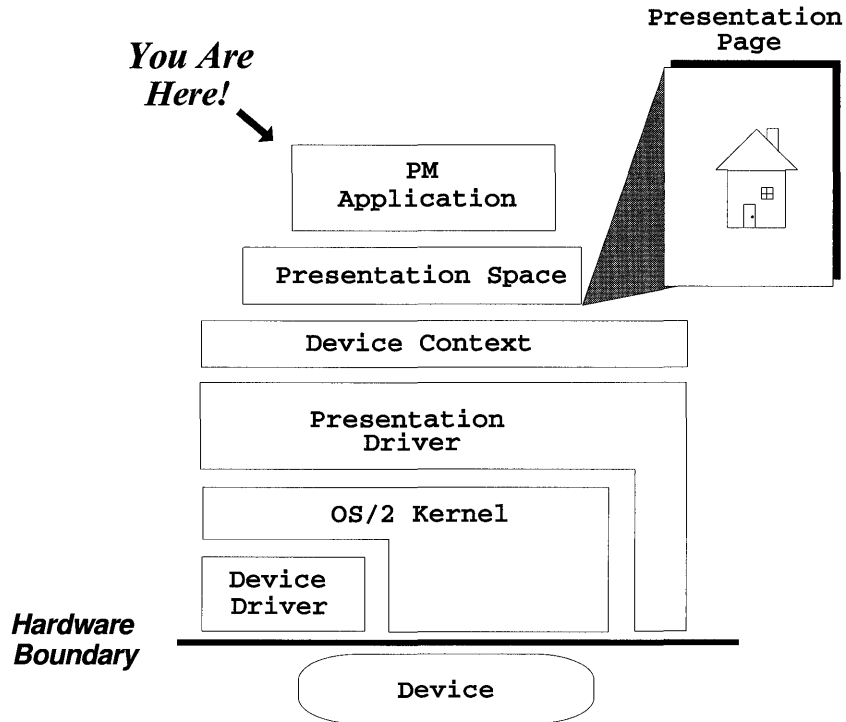 Presentation
Page
You Are
Here!
PM
Application
Presentation Space
Device Context
Presentation
Driver
OS/2 Kernel
Device
Driver
Hardware
Boundary
Device